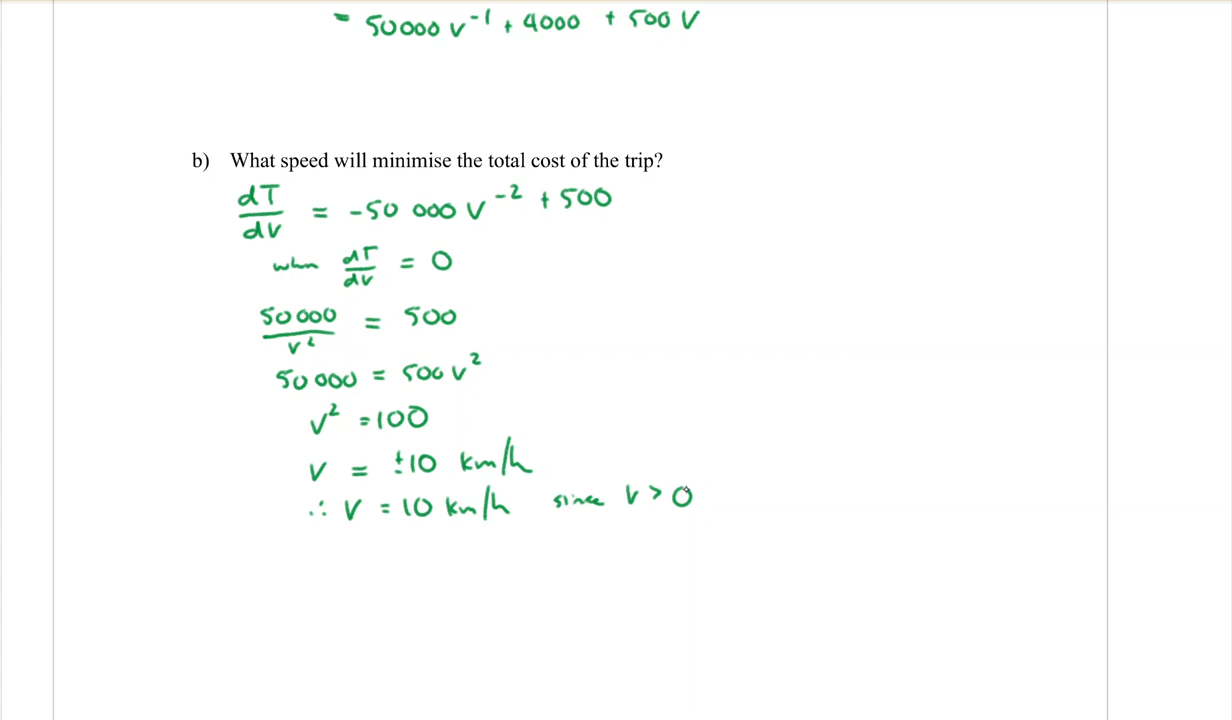 = 50000 v⁻¹ + 4000 + 500 V
b) What speed will minimise the total cost of the trip?
dT/dV = -50 000 V⁻² + 500
when dT/dV = 0
50 000/V² = 500
50 000 = 500 V²
V² = 100
V = ±10 km/h
∴ V = 10 km/h since V > 0